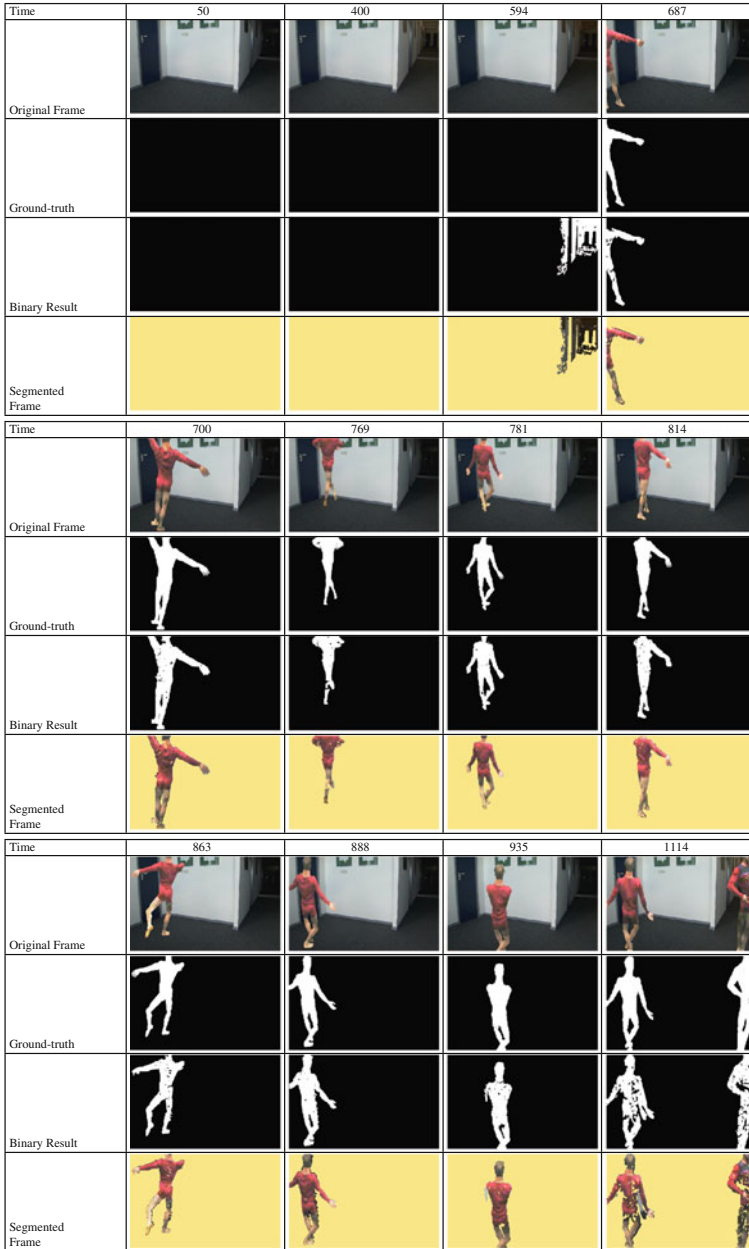 Time 50 400 594 687
Original Frame
Ground-truth
Binary Result
Segmented
Frame
Time 700 769 781 814
Original Frame
Ground-truth
Binary Result
Segmented
Frame
Time 863 888 935 1114
Original Frame
Ground-truth
Binary Result
Segmented
Frame